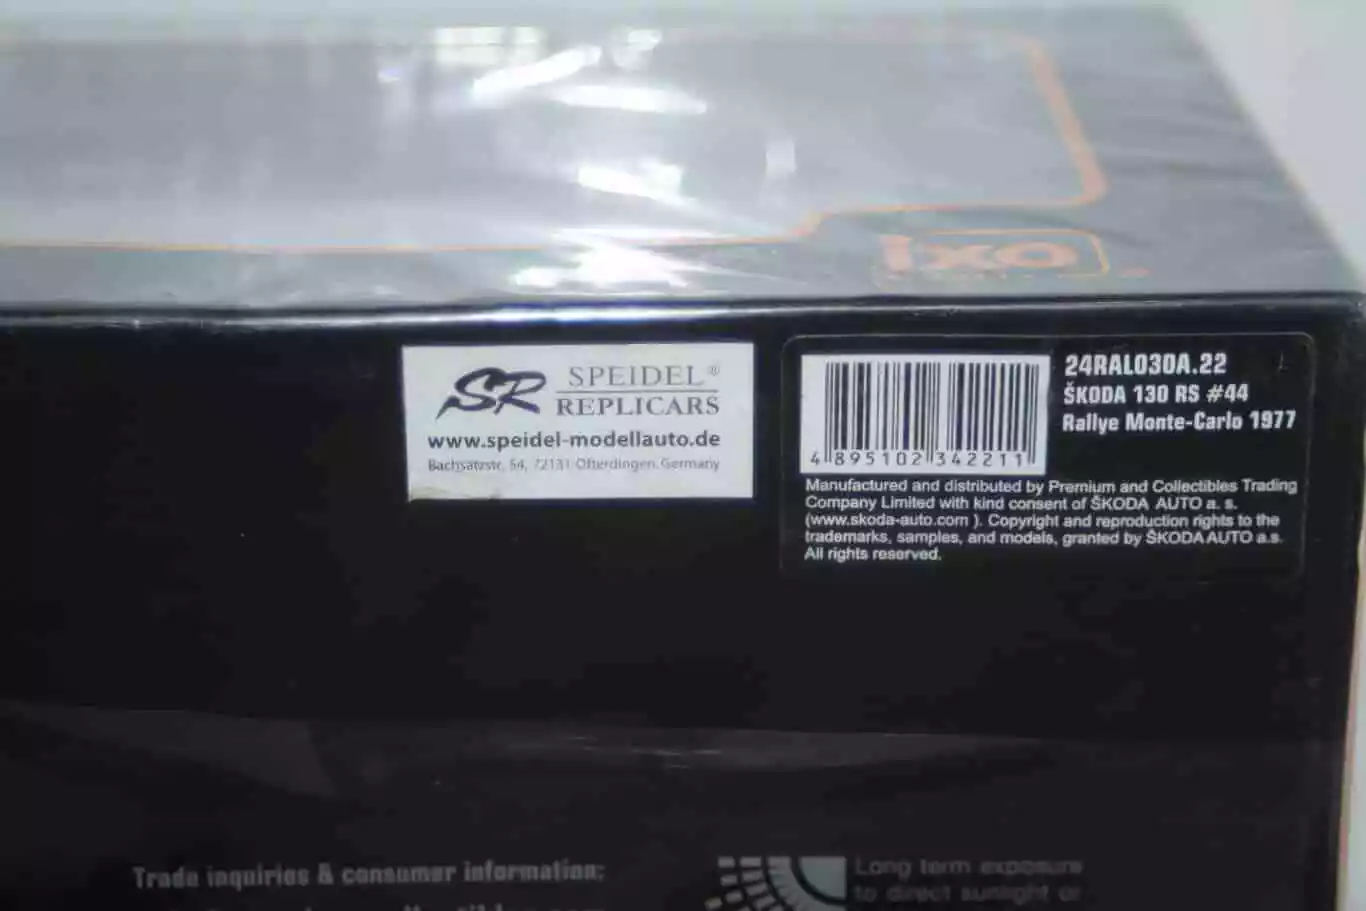 ixo
SR SPEIDEL®
REPLICARS
www.speidel-modellauto.de
Bachsatzstr. 54, 72131 Ofterdingen, Germany
24RAL030A.22
ŠKODA 130 RS #44
Rallye Monte-Carlo 1977
4 895102 342211
Manufactured and distributed by Premium and Collectibles Trading
Company Limited with kind consent of ŠKODA AUTO a. s.
(www.skoda-auto.com ). Copyright and reproduction rights to the
trademarks, samples, and models, granted by ŠKODA AUTO a.s.
All rights reserved.
Trade inquiries & consumer information:
Long term exposure
to direct sunlight or